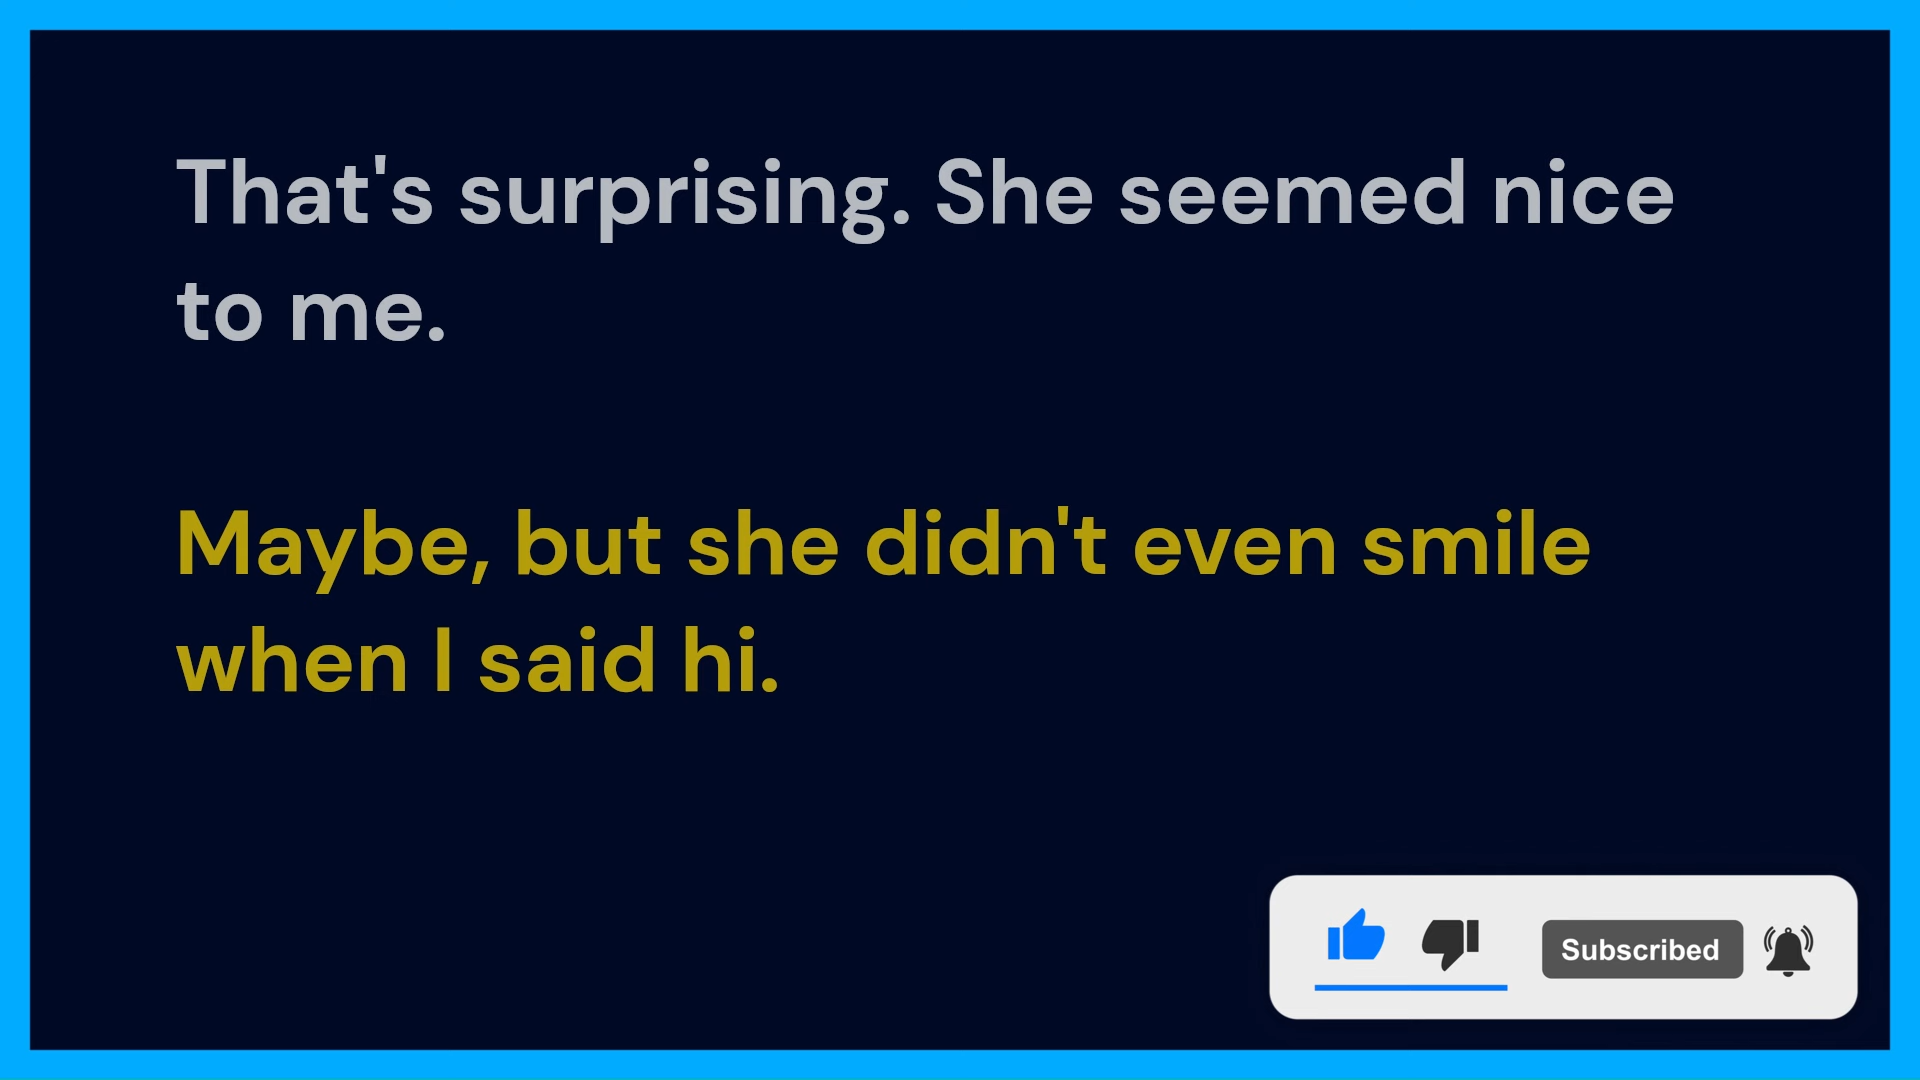 That's surprising. She seemed nice
to me.
Maybe, but she didn't even smile
when I said hi.
Subscribed